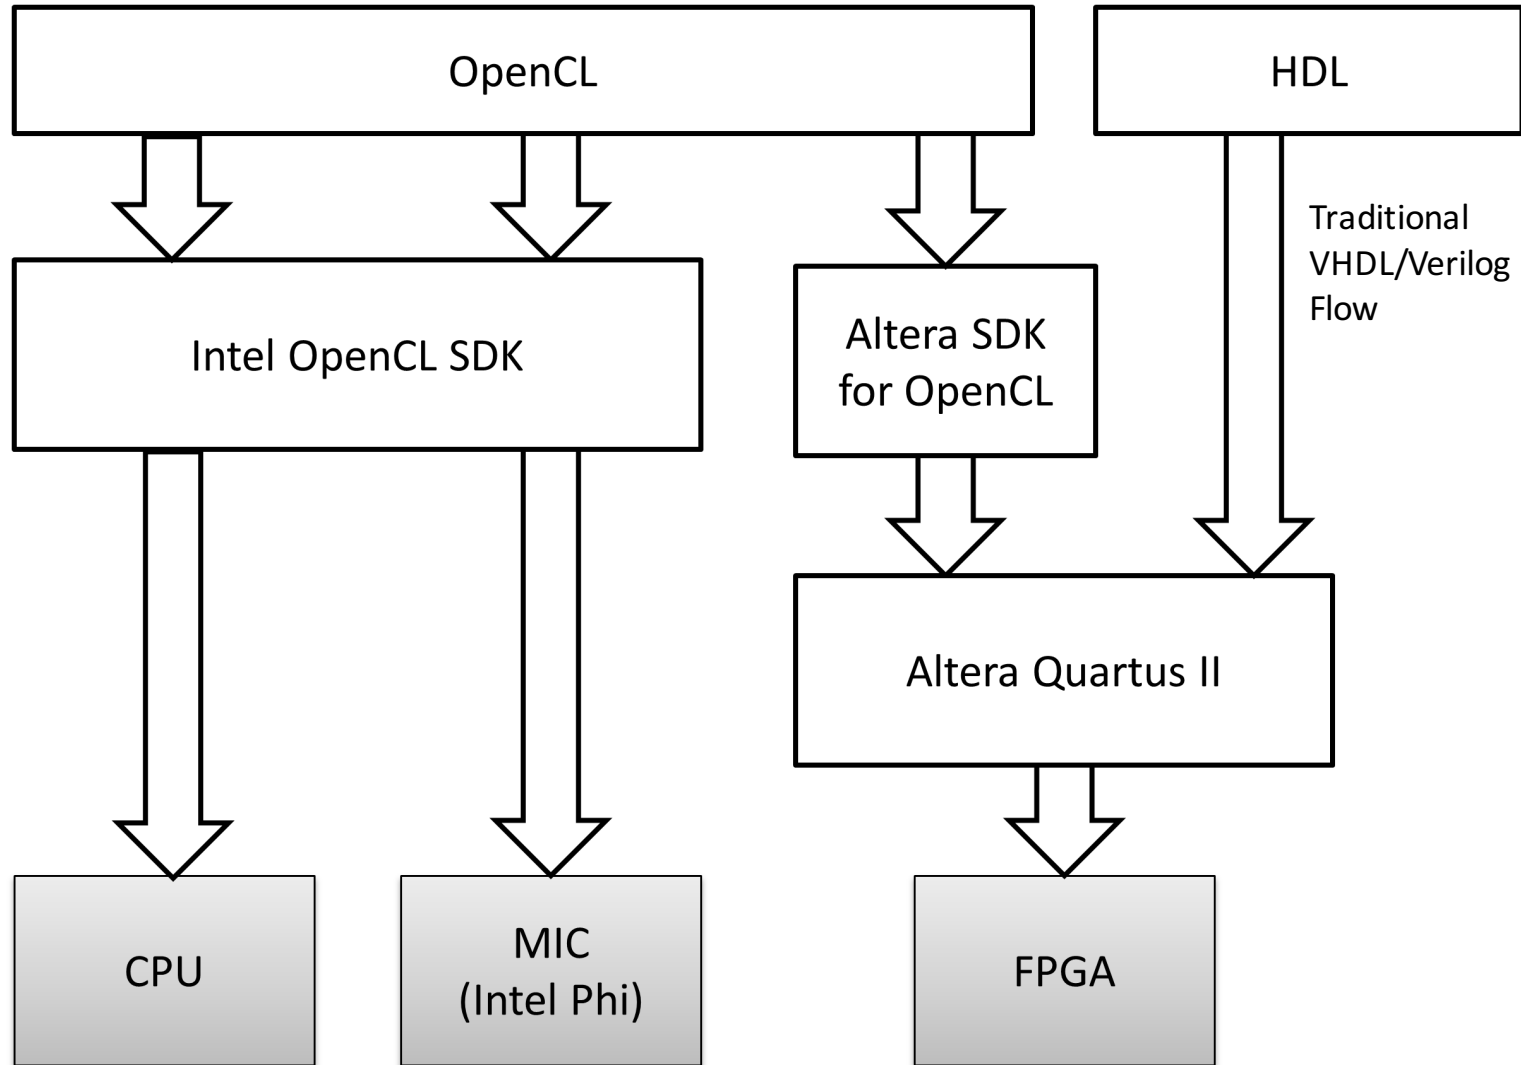 OpenCL
HDL
Traditional
VHDL/Verilog
Flow
Intel OpenCL SDK
Altera SDK
for OpenCL
Altera Quartus II
CPU
MIC
(Intel Phi)
FPGA